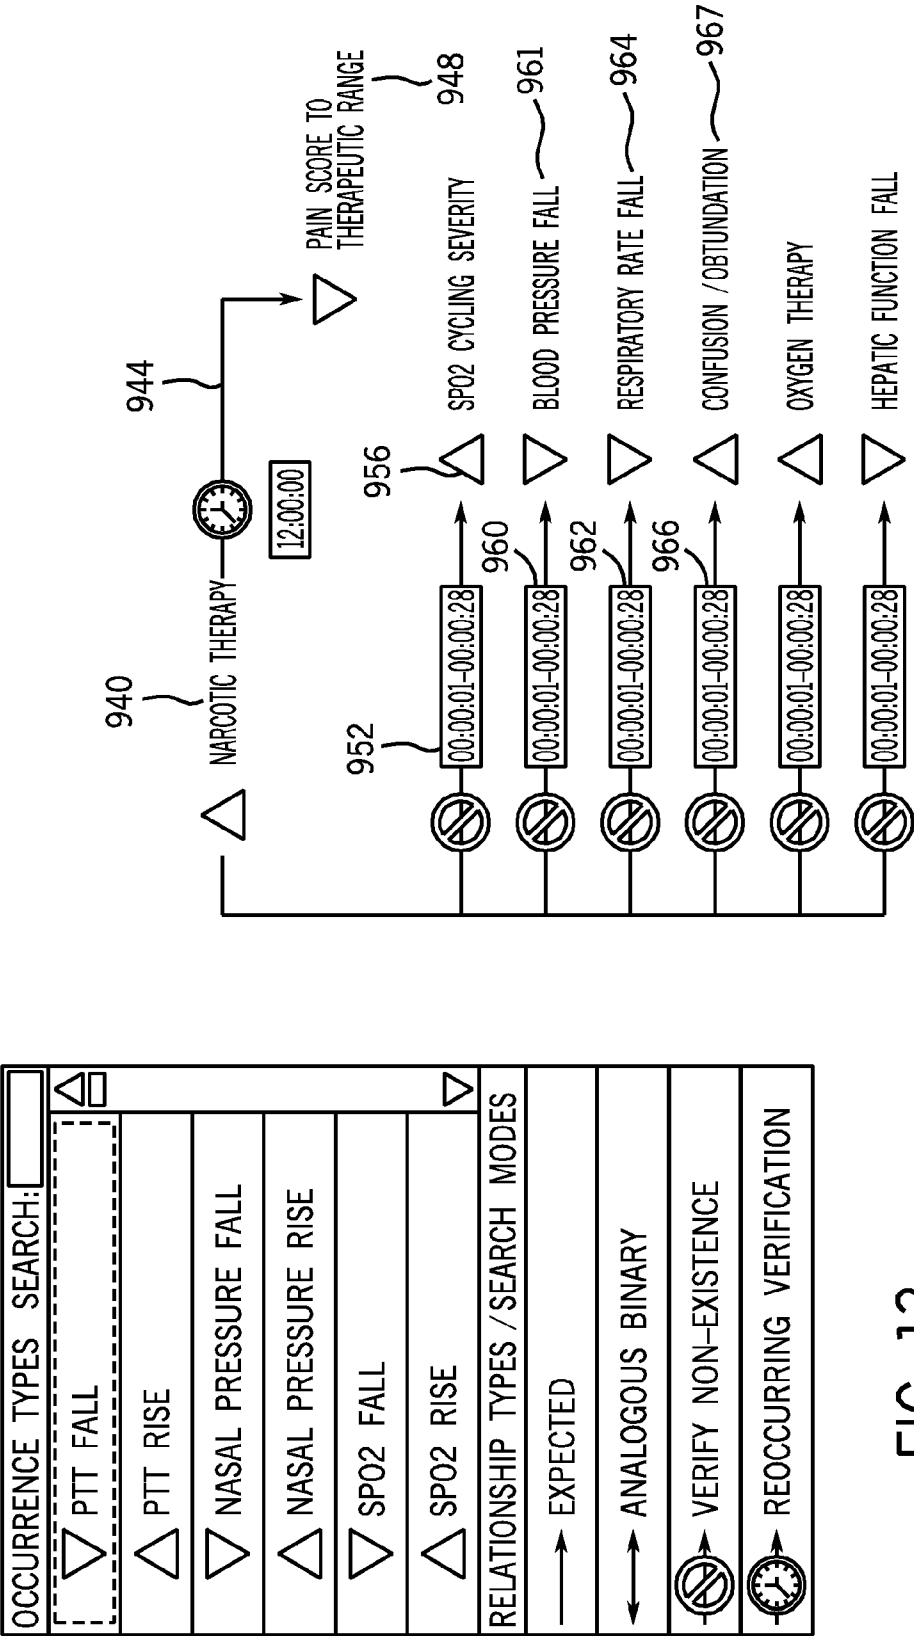 OCCURRENCE TYPES SEARCH:
PTT FALL
PTT RISE
NASAL PRESSURE FALL
NASAL PRESSURE RISE
SPO2 FALL
SPO2 RISE
RELATIONSHIP TYPES/SEARCH MODES
EXPECTED
ANALOGOUS BINARY
VERIFY NON-EXISTENCE
REOCCURRING VERIFICATION
940
NARCOTIC THERAPY
12:00:00
944
PAIN SCORE TO
THERAPEUTIC RANGE
948
952
00:00:01-00:00:28
956
SPO2 CYCLING SEVERITY
00:00:01-00:00:28
960
BLOOD PRESSURE FALL
961
00:00:01-00:00:28
962
RESPIRATORY RATE FALL
964
00:00:01-00:00:28
966
CONFUSION/OBTUNDATION
967
00:00:01-00:00:28
OXYGEN THERAPY
00:00:01-00:00:28
HEPATIC FUNCTION FALL